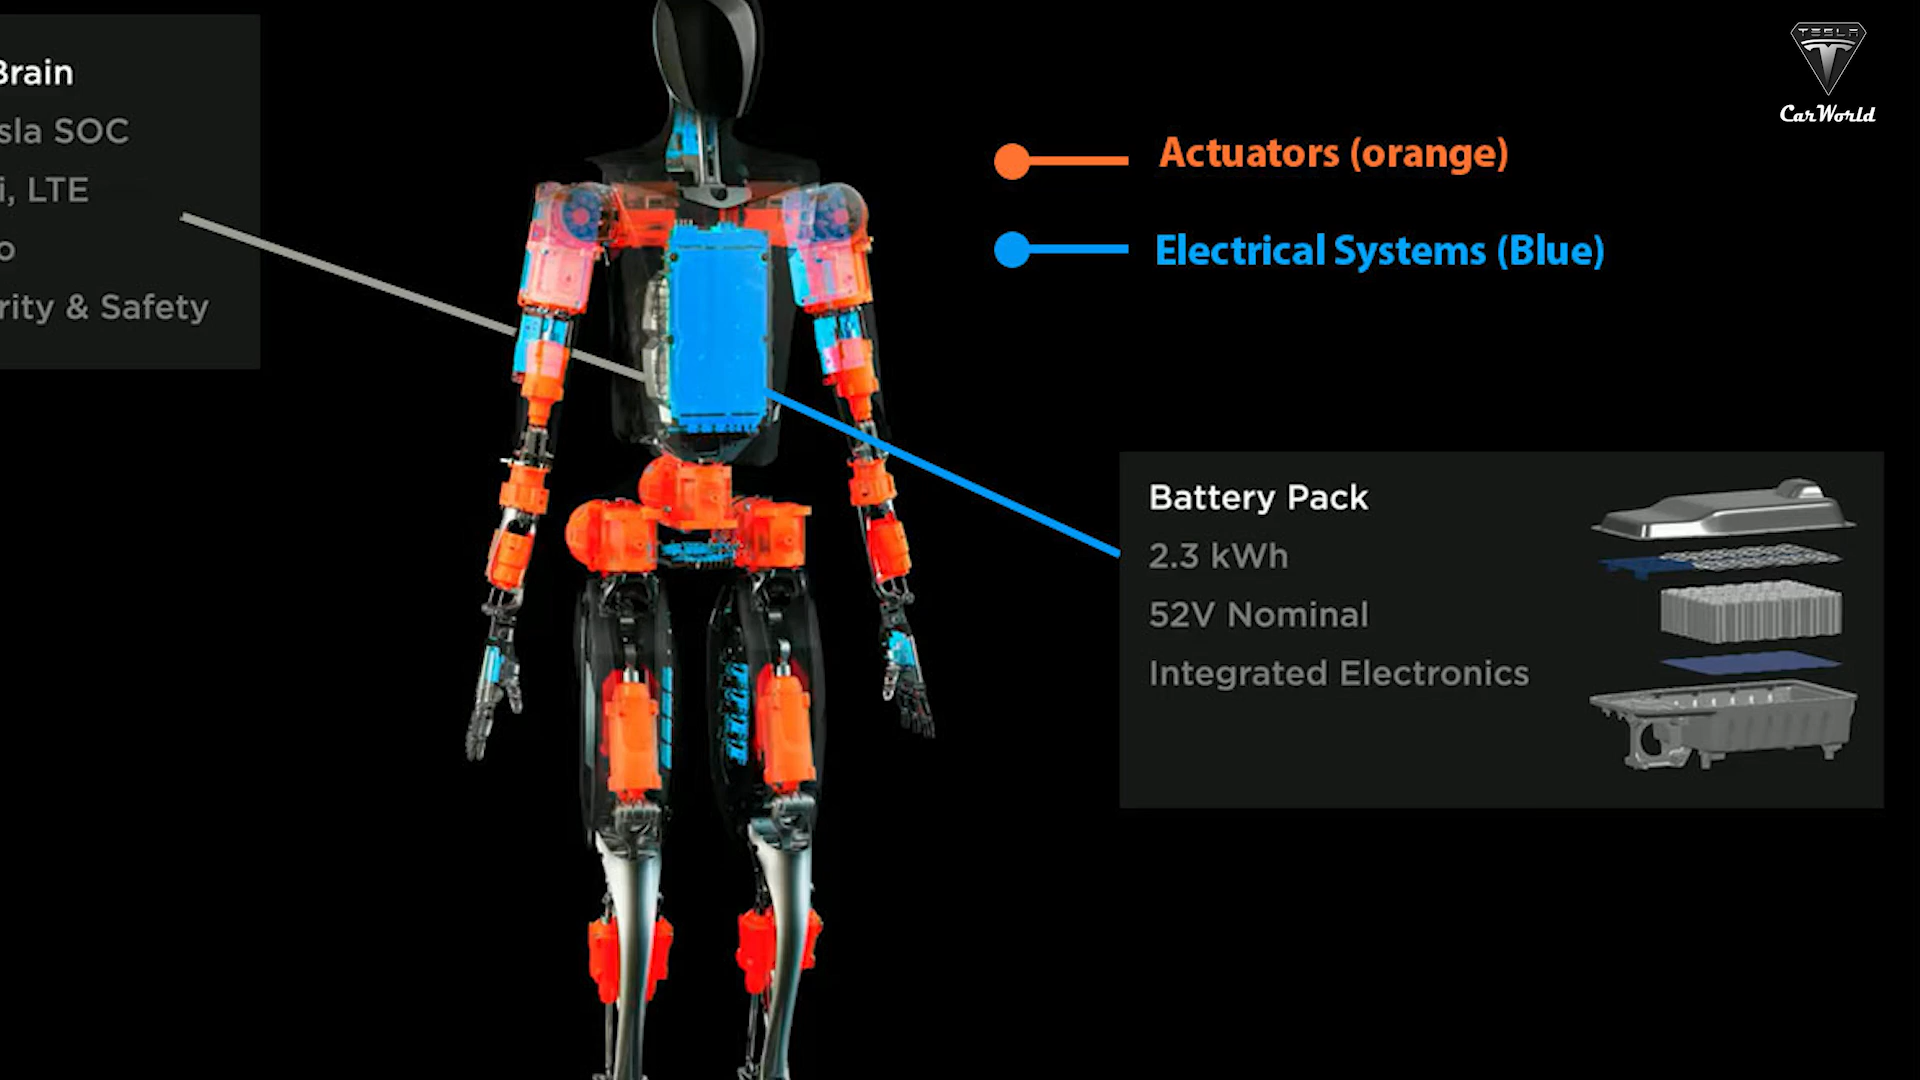 Brain
sla SOC
i, LTE
o
rity & Safety
Actuators (orange)
Electrical Systems (Blue)
Battery Pack
2.3 kWh
52V Nominal
Integrated Electronics
TESLA
CarWorld